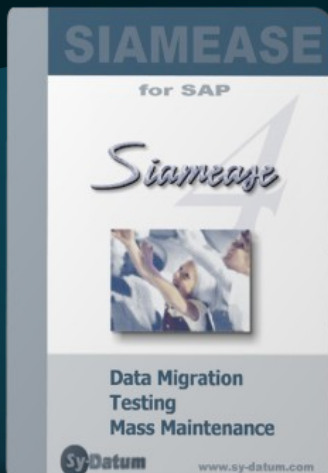 SIAMEASE
for SAP
4
Siamease
Data Migration
Testing
Mass Maintenance
SyDatum
www.sy-datum.com